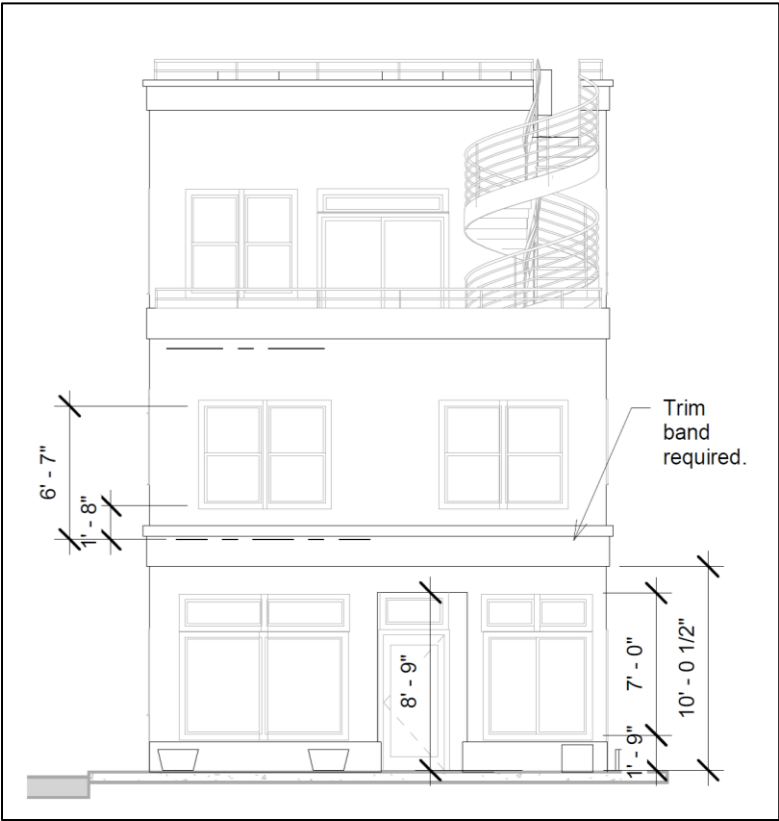 Trim
band
required.
6' - 7"
1' - 8"
8' - 9"
7' - 0"
10' - 0 1/2"
1' - 9"